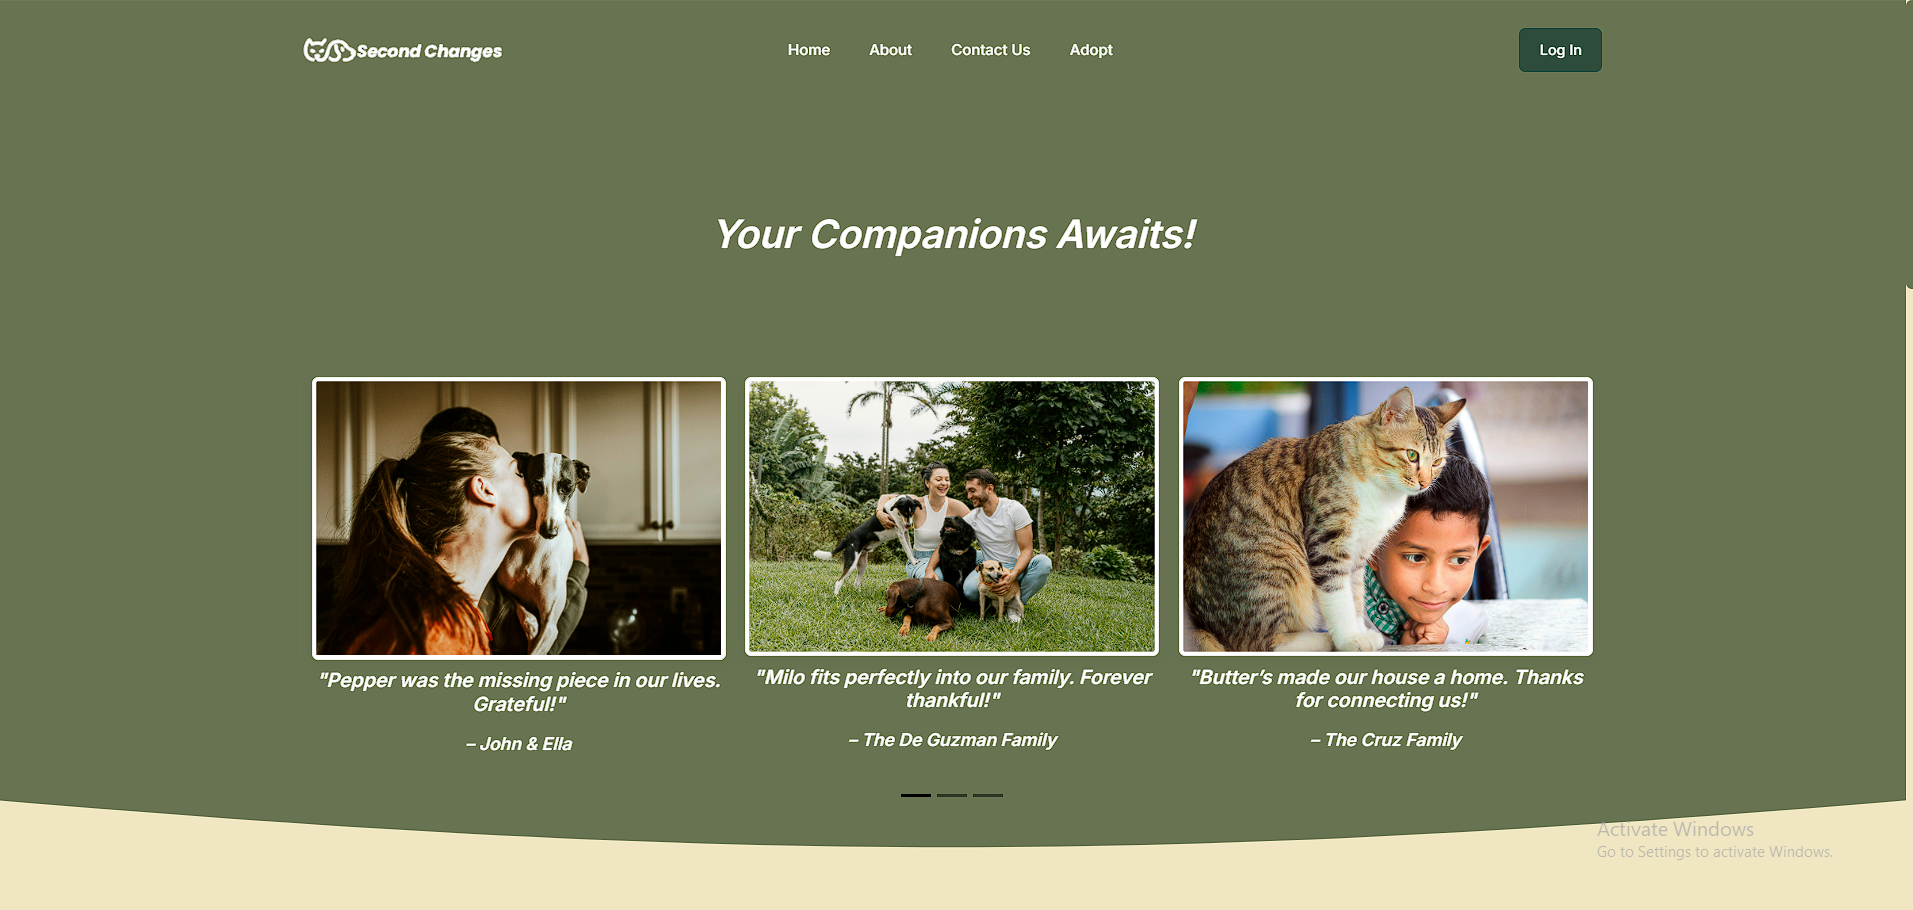 Second Changes
Home
About
Contact Us
Adopt
Log In
Your Companions Awaits!
"Pepper was the missing piece in our lives.
Grateful!"
– John & Ella
"Milo fits perfectly into our family. Forever
thankful!"
– The De Guzman Family
"Butter’s made our house a home. Thanks
for connecting us!"
– The Cruz Family
Activate Windows
Go to Settings to activate Windows.